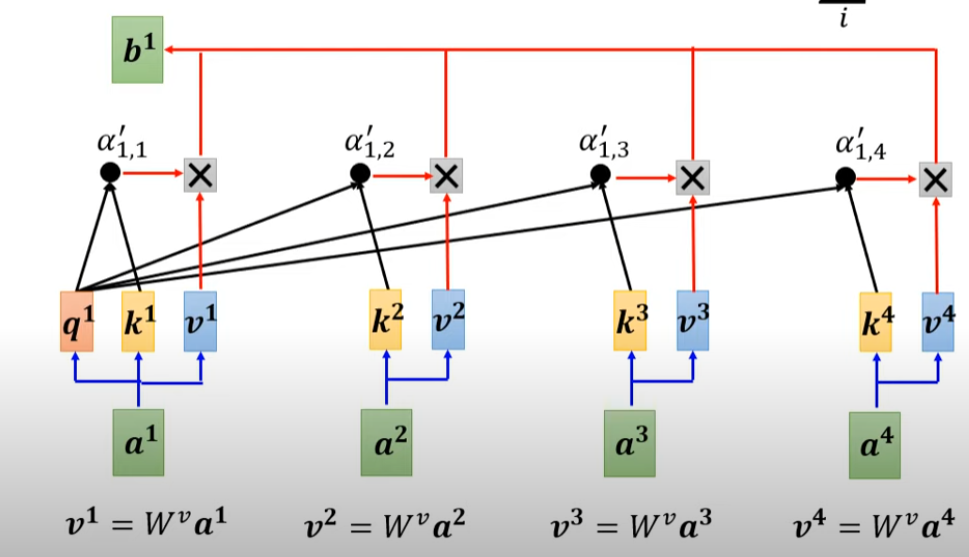 i
b¹
α′₁,₁ α′₁,₂ α′₁,₃ α′₁,₄
× × × ×
q¹ k¹ v¹ k² v² k³ v³ k⁴ v⁴
a¹ a² a³ a⁴
v¹ = Wᵛa¹ v² = Wᵛa² v³ = Wᵛa³ v⁴ = Wᵛa⁴